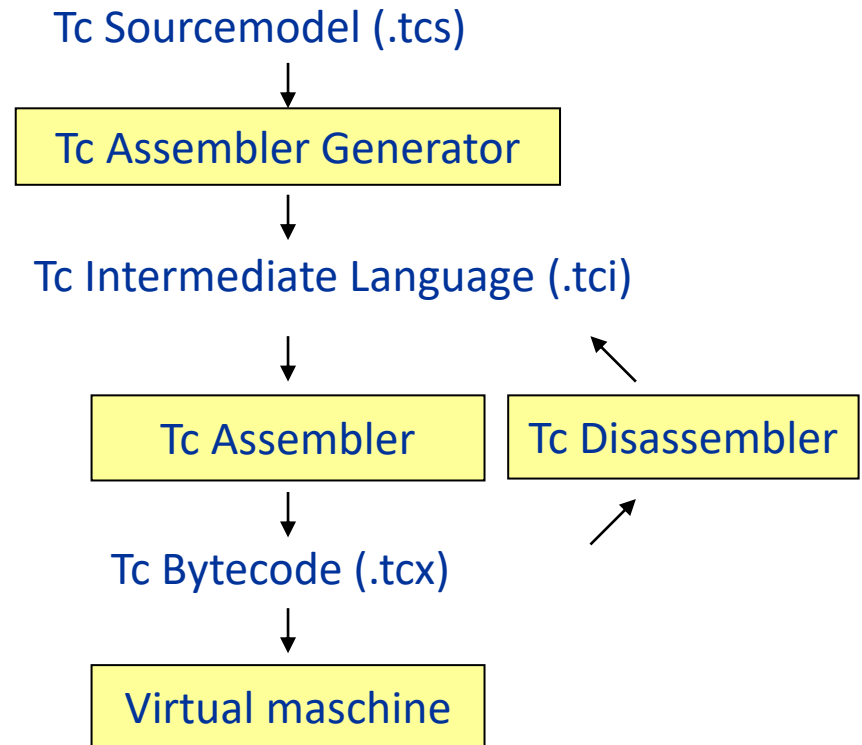 Tc Sourcemodel (.tcs)
Tc Assembler Generator
Tc Intermediate Language (.tci)
Tc Assembler
Tc Disassembler
Tc Bytecode (.tcx)
Virtual maschine